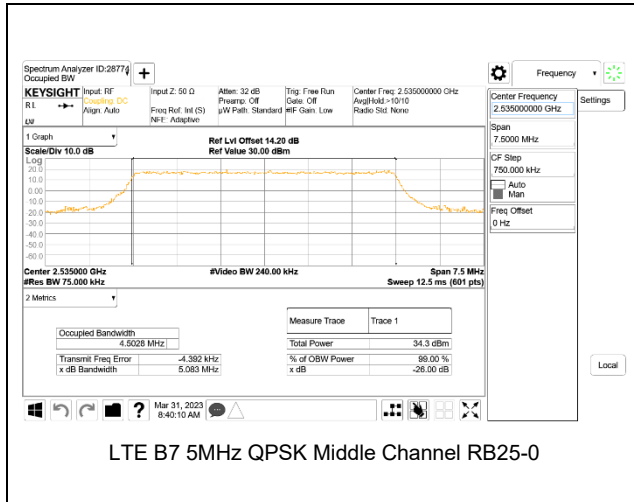 Spectrum Analyzer ID:28774
Occupied BW
KEYSIGHT
R L
Input: RF
Coupling: DC
Align: Auto
Input Z: 50 Ω
Freq Ref: Int (S)
NFE: Adaptive
Atten: 32 dB
Preamp: Off
µW Path: Standard
Trig: Free Run
Gate: Off
#IF Gain: Low
Center Freq: 2.535000000 GHz
Avg|Hold:>10/10
Radio Std: None
1 Graph
Scale/Div 10.0 dB
Ref Lvl Offset 14.20 dB
Ref Value 30.00 dBm
Log
20.0
10.0
0.00
-10.0
-20.0
-30.0
-40.0
-50.0
-60.0
Center 2.535000 GHz
#Video BW 240.00 kHz
Span 7.5 MHz
#Res BW 75.000 kHz
Sweep 12.5 ms (601 pts)
2 Metrics
Occupied Bandwidth
4.5028 MHz
Transmit Freq Error -4.392 kHz
x dB Bandwidth 5.083 MHz
Measure Trace Trace 1
Total Power 34.3 dBm
% of OBW Power 99.00 %
x dB -26.00 dB
Frequency
Center Frequency
2.535000000 GHz
Settings
Span
7.5000 MHz
CF Step
750.000 kHz
Auto
Man
Freq Offset
0 Hz
Local
Mar 31, 2023
8:40:10 AM
LTE B7 5MHz QPSK Middle Channel RB25-0